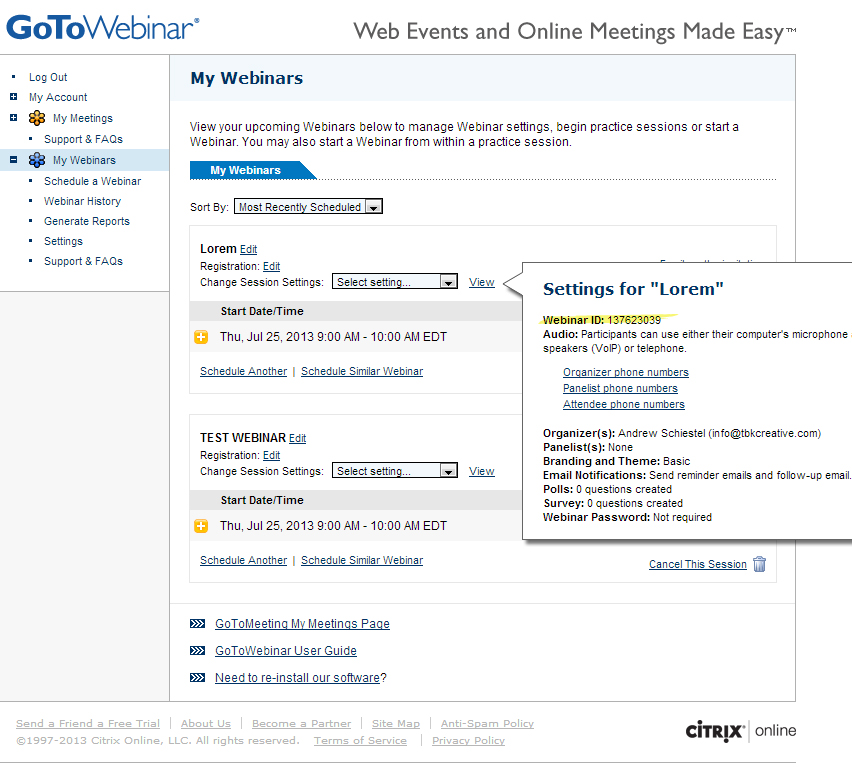 GoToWebinar®
Web Events and Online Meetings Made Easy™
Log Out
My Account
My Meetings
Support & FAQs
My Webinars
Schedule a Webinar
Webinar History
Generate Reports
Settings
Support & FAQs
My Webinars
View your upcoming Webinars below to manage Webinar settings, begin practice sessions or start a
Webinar. You may also start a Webinar from within a practice session.
My Webinars
Sort By: Most Recently Scheduled
Lorem Edit
Registration: Edit
Change Session Settings: Select setting... View
Start Date/Time
Thu, Jul 25, 2013 9:00 AM - 10:00 AM EDT
Schedule Another | Schedule Similar Webinar
Settings for "Lorem"
Webinar ID: 137623039
Audio: Participants can use either their computer's microphone
speakers (VoIP) or telephone.
Organizer phone numbers
Panelist phone numbers
Attendee phone numbers
Organizer(s): Andrew Schiestel (info@tbkcreative.com)
Panelist(s): None
Branding and Theme: Basic
Email Notifications: Send reminder emails and follow-up email.
Polls: 0 questions created
Survey: 0 questions created
Webinar Password: Not required
TEST WEBINAR Edit
Registration: Edit
Change Session Settings: Select setting... View
Start Date/Time
Thu, Jul 25, 2013 9:00 AM - 10:00 AM EDT
Schedule Another | Schedule Similar Webinar
Cancel This Session
GoToMeeting My Meetings Page
GoToWebinar User Guide
Need to re-install our software?
Send a Friend a Free Trial | About Us | Become a Partner | Site Map | Anti-Spam Policy
©1997-2013 Citrix Online, LLC. All rights reserved. Terms of Service | Privacy Policy
CITRIX® | online